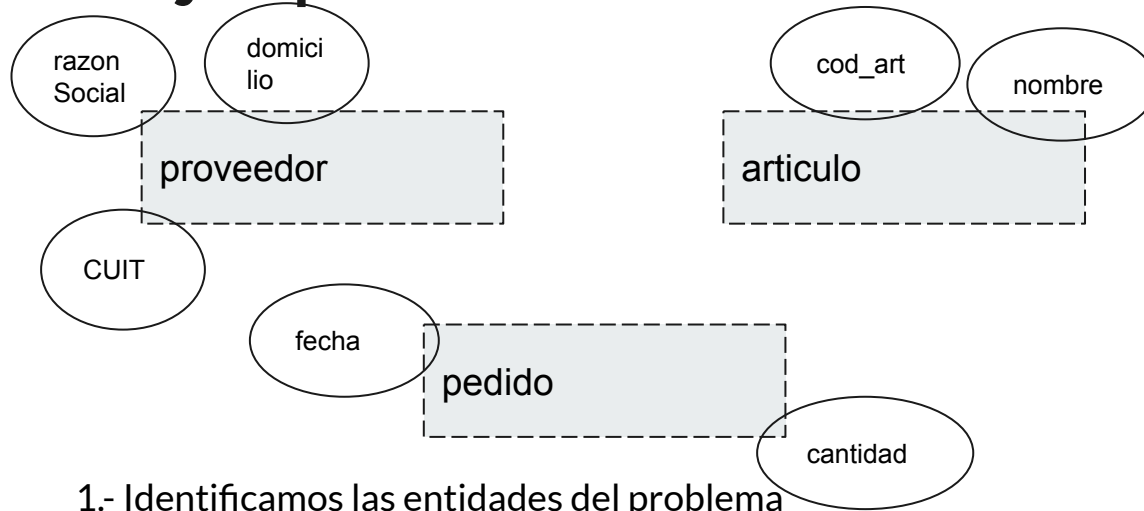 razon
Social
domici
lio
cod_art
nombre
proveedor
articulo
CUIT
fecha
pedido
cantidad
1.- Identificamos las entidades del problema